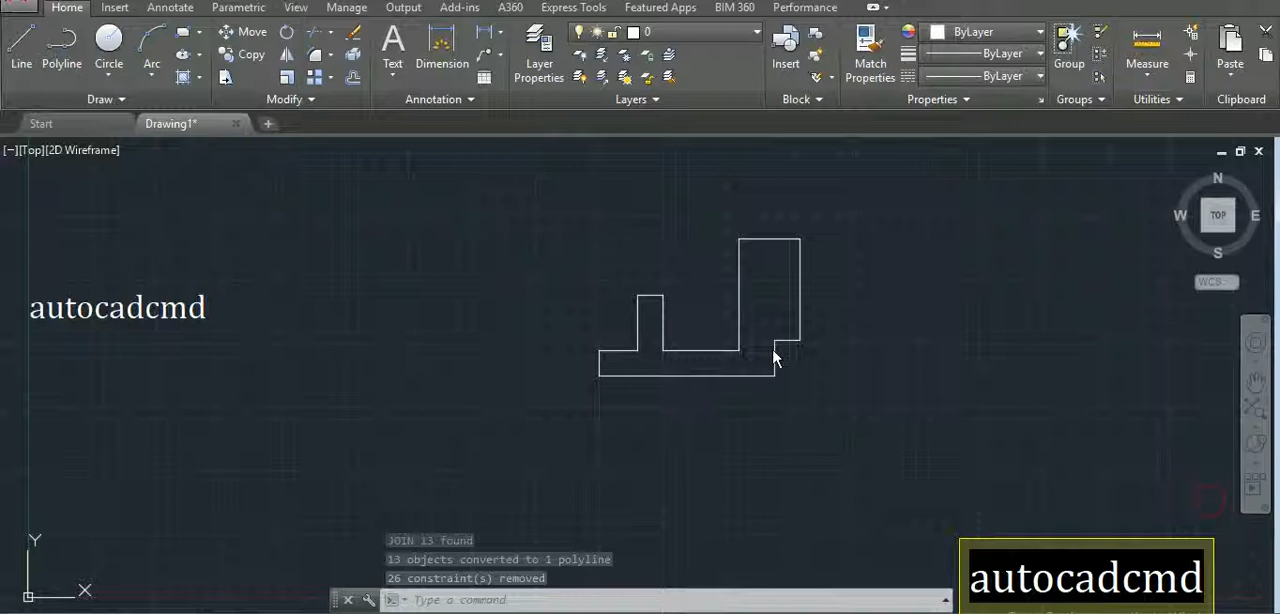 Home Insert Annotate Parametric View Manage Output Add-ins A360 Express Tools Featured Apps BIM 360 Performance
Line Polyline Circle Arc
Move
Copy
Text Dimension
Layer
Properties
0
Insert
Match
Properties
ByLayer
ByLayer
ByLayer
Group
Measure
Paste
Draw Modify Annotation Layers Block Properties Groups Utilities Clipboard
Start Drawing1*
[−][Top][2D Wireframe]
N
W TOP E
S
WCS
autocadcmd
Y
X
JOIN 13 found
13 objects converted to 1 polyline
26 constraint(s) removed
Type a command
autocadcmd